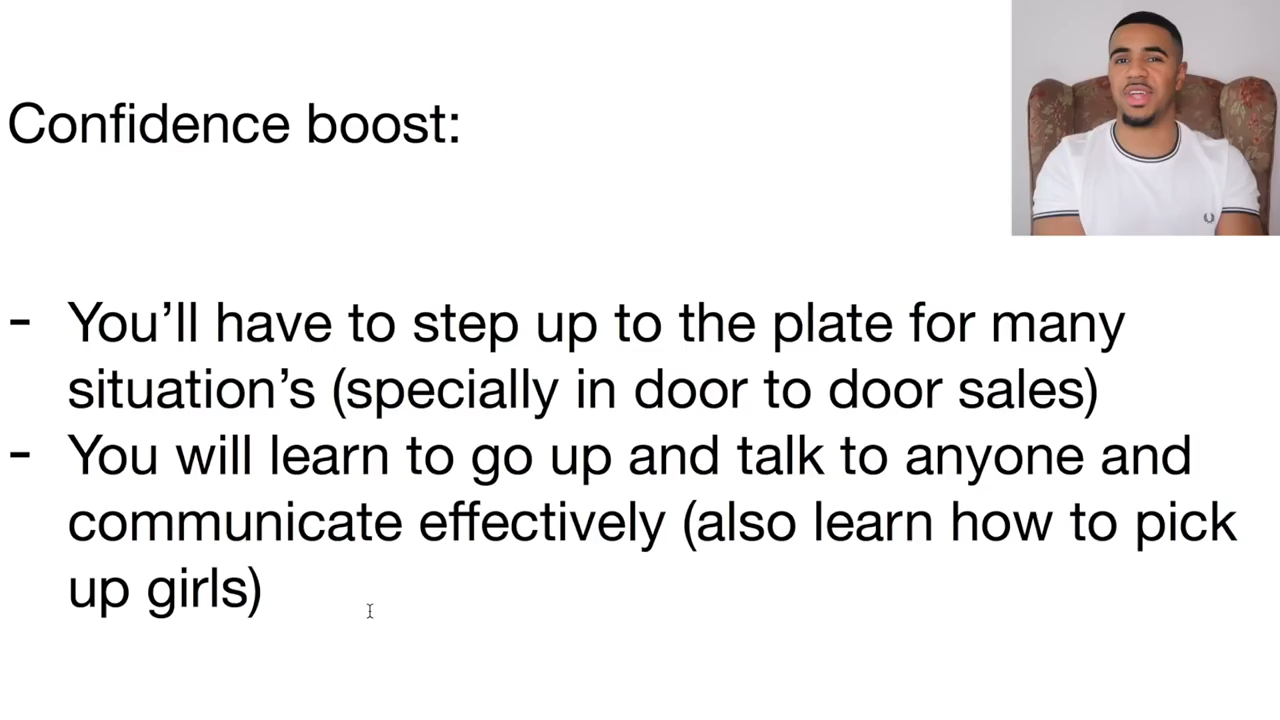 Confidence boost:
- You’ll have to step up to the plate for many
situation’s (specially in door to door sales)
- You will learn to go up and talk to anyone and
communicate effectively (also learn how to pick
up girls)